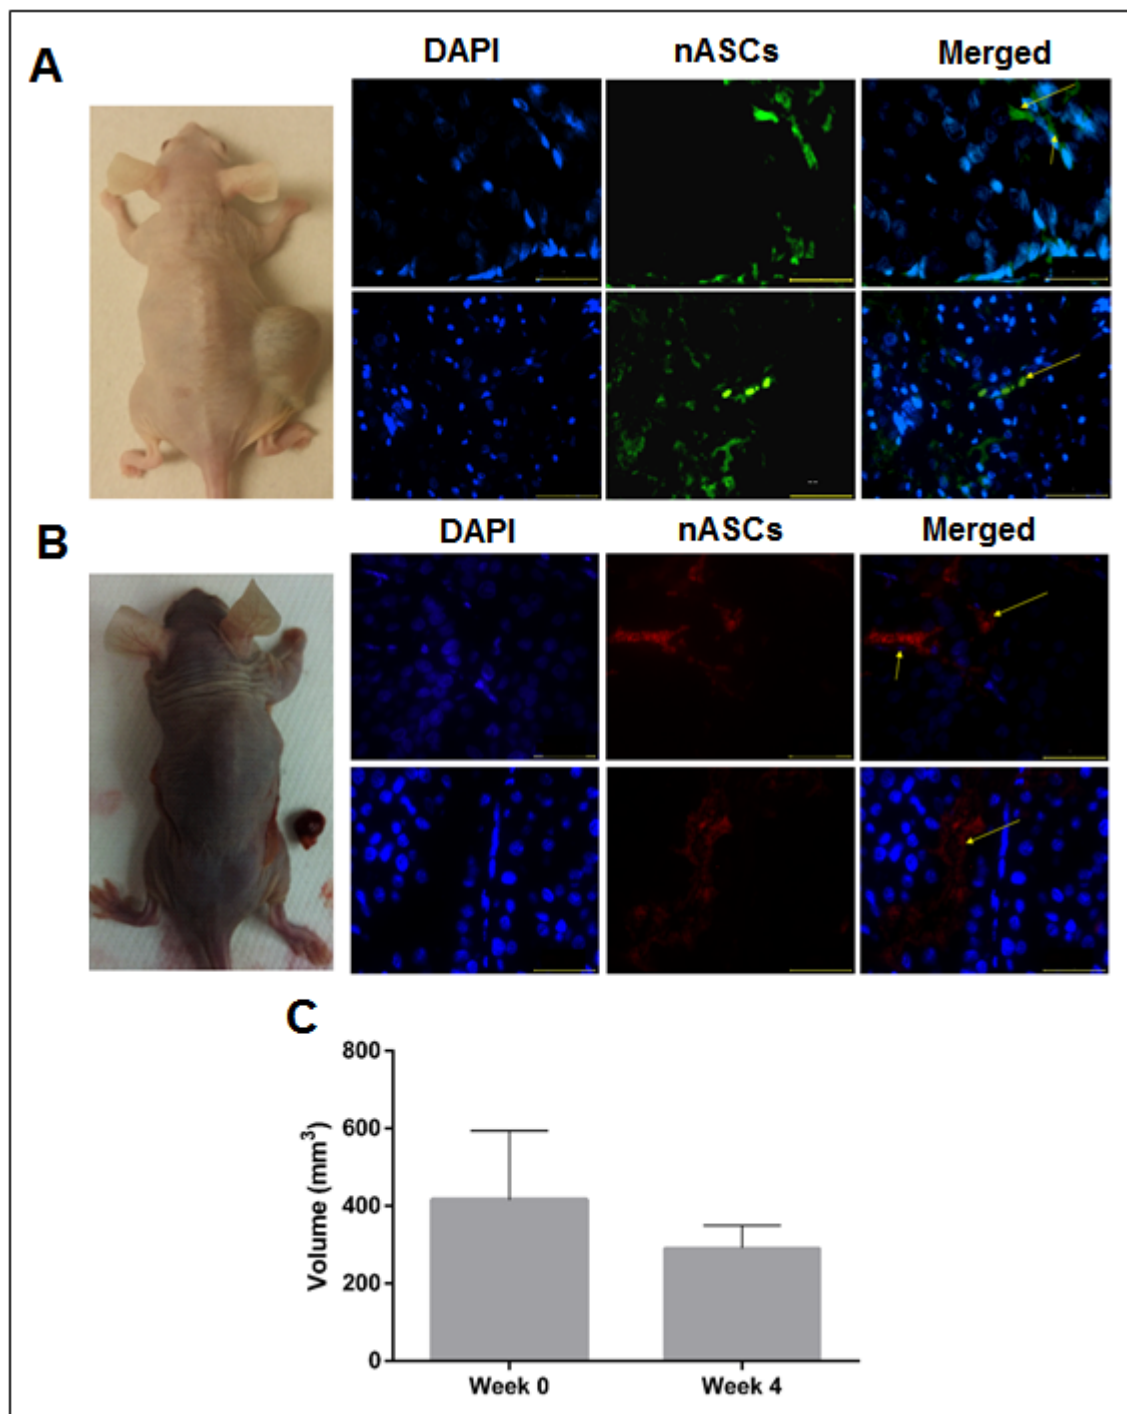 A
DAPI nASCs Merged
B
DAPI nASCs Merged
C
800
600
400
200
0
Volume (mm³)
Week 0 Week 4